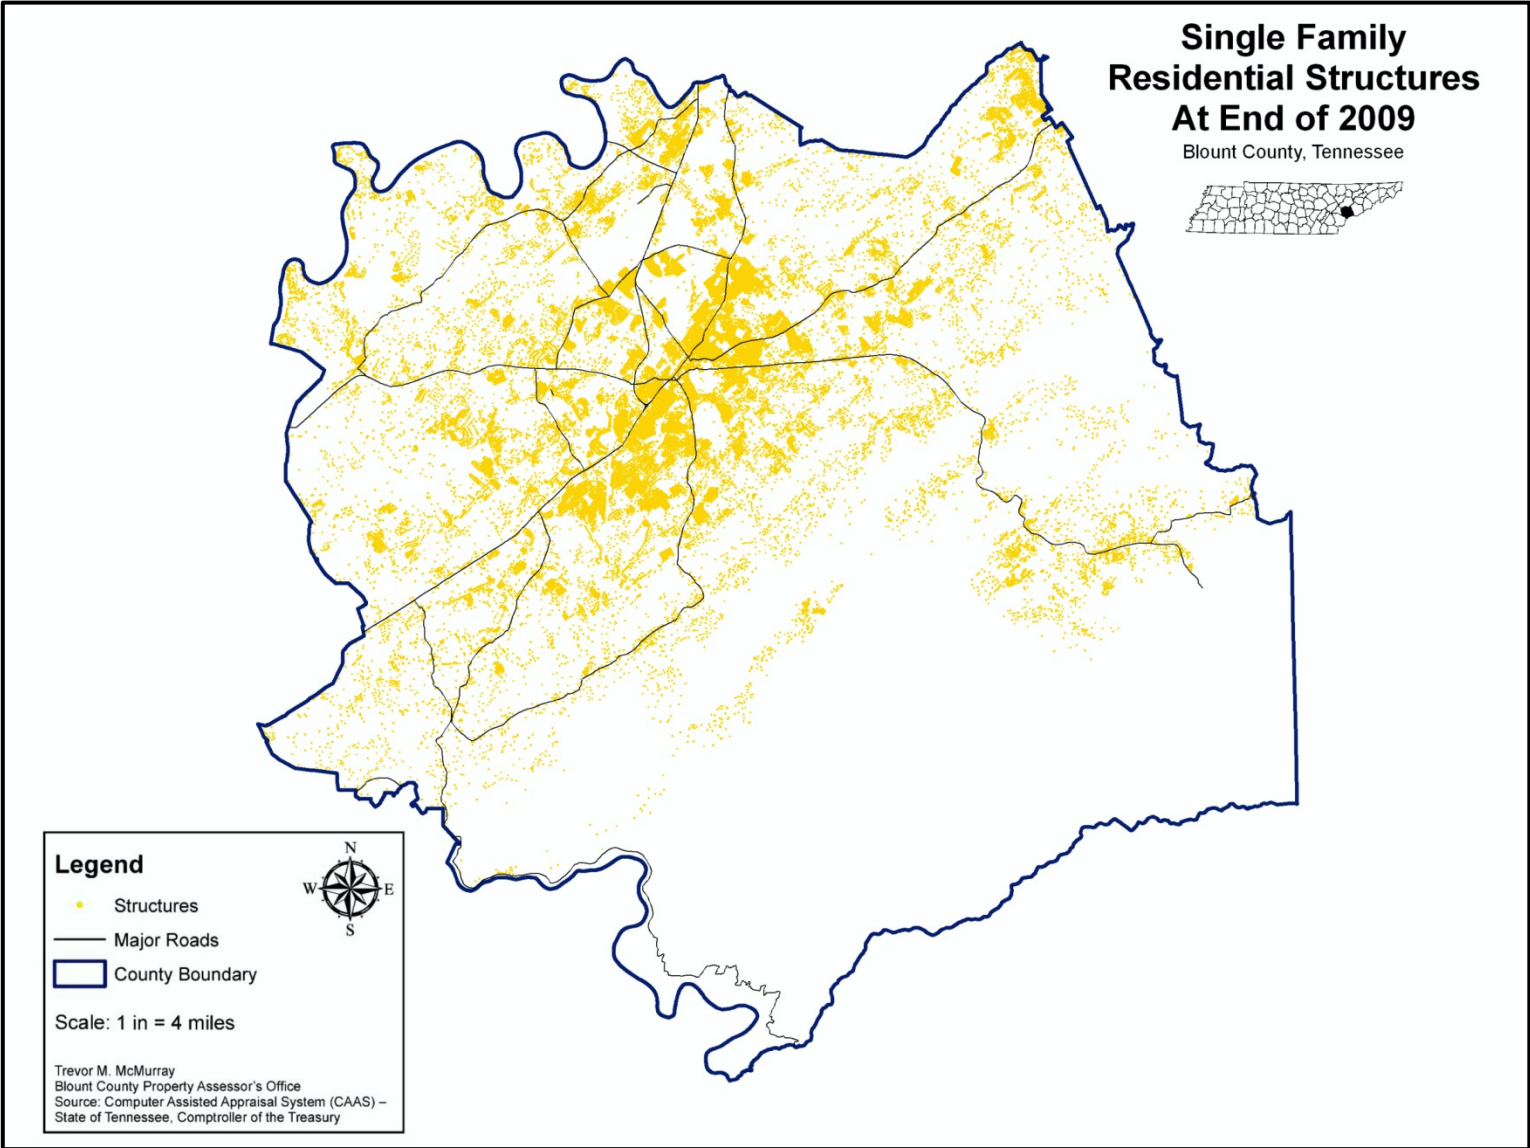 Single Family
Residential Structures
At End of 2009
Blount County, Tennessee
Legend
N
W
E
S
Structures
Major Roads
County Boundary
Scale: 1 in = 4 miles
Trevor M. McMurray
Blount County Property Assessor's Office
Source: Computer Assisted Appraisal System (CAAS) –
State of Tennessee, Comptroller of the Treasury